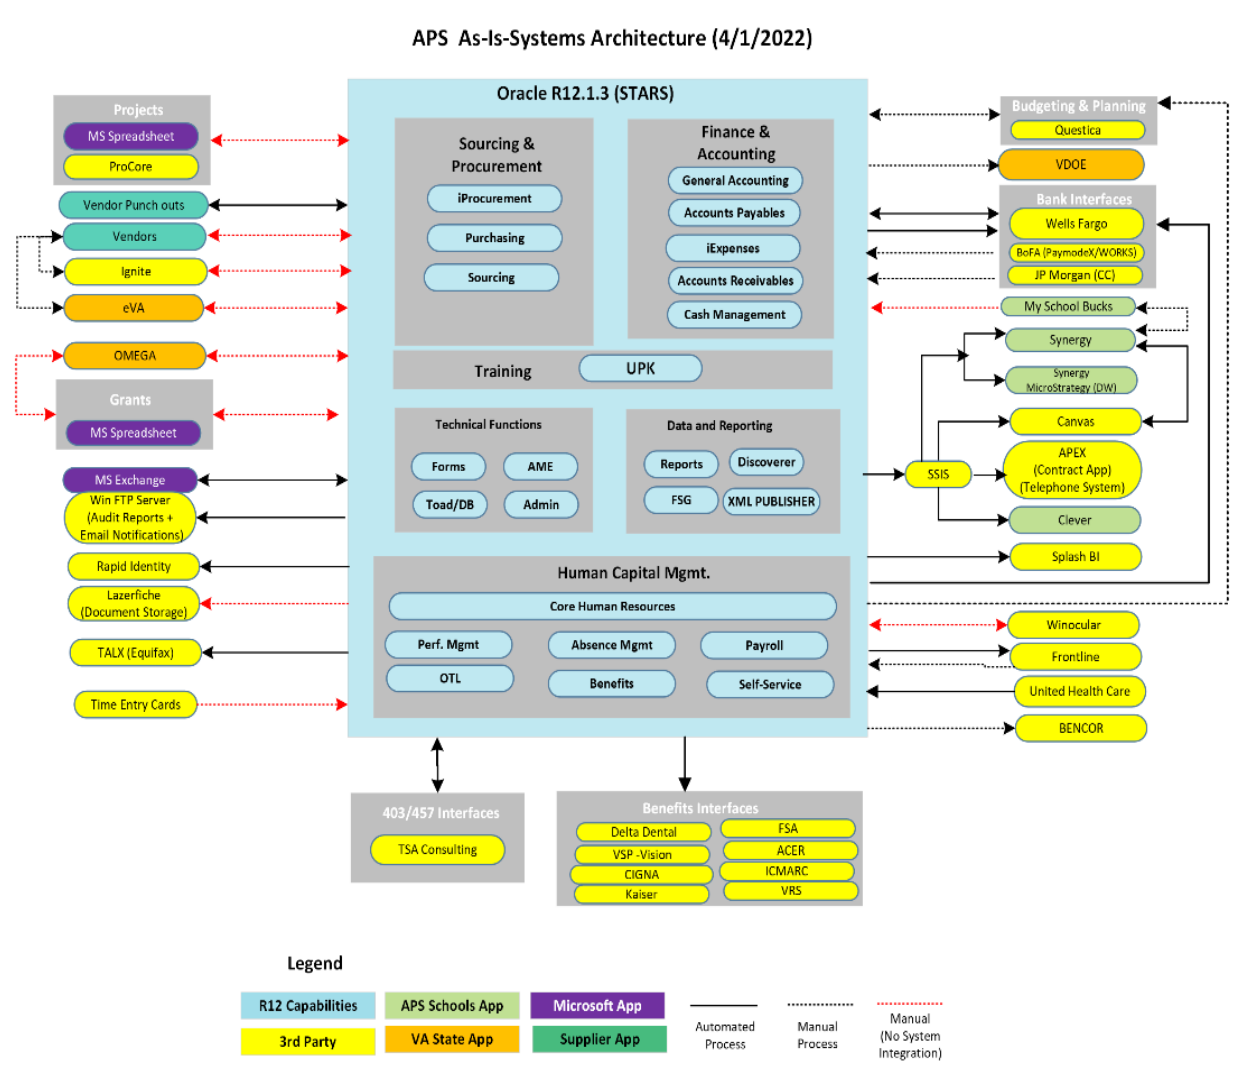 APS As-Is-Systems Architecture (4/1/2022)
Projects
MS Spreadsheet
ProCore
Vendor Punch outs
Vendors
Ignite
eVA
OMEGA
Grants
MS Spreadsheet
MS Exchange
Win FTP Server
(Audit Reports +
Email Notifications)
Rapid Identity
Lazerfiche
(Document Storage)
TALX (Equifax)
Time Entry Cards
Oracle R12.1.3 (STARS)
Sourcing &
Procurement
iProcurement
Purchasing
Sourcing
Finance &
Accounting
General Accounting
Accounts Payables
iExpenses
Accounts Receivables
Cash Management
Training
UPK
Technical Functions
Forms
AME
Toad/DB
Admin
Data and Reporting
Reports
Discoverer
FSG
XML PUBLISHER
Human Capital Mgmt.
Core Human Resources
Perf. Mgmt
Absence Mgmt
Payroll
OTL
Benefits
Self-Service
Budgeting & Planning
Questica
VDOE
Bank Interfaces
Wells Fargo
BoFA (PaymodeX/WORKS)
JP Morgan (CC)
My School Bucks
Synergy
Synergy
MicroStrategy (DW)
Canvas
SSIS
APEX
(Contract App)
(Telephone System)
Clever
Splash BI
Winocular
Frontline
United Health Care
BENCOR
403/457 Interfaces
TSA Consulting
Benefits Interfaces
Delta Dental
FSA
VSP -Vision
ACER
CIGNA
ICMARC
Kaiser
VRS
Legend
R12 Capabilities
APS Schools App
Microsoft App
3rd Party
VA State App
Supplier App
Automated
Process
Manual
Process
Manual
(No System
Integration)